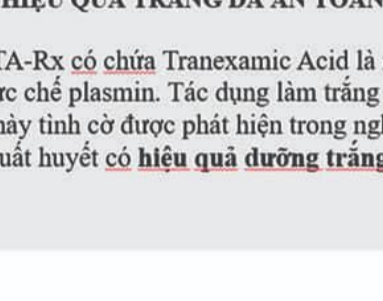 HIỆU QUẢ TRẮNG DA AN TOÀN
TA-Rx có chứa Tranexamic Acid là
ức chế plasmin. Tác dụng làm trắng
này tình cờ được phát hiện trong
xuất huyết có hiệu quả dưỡng trắng